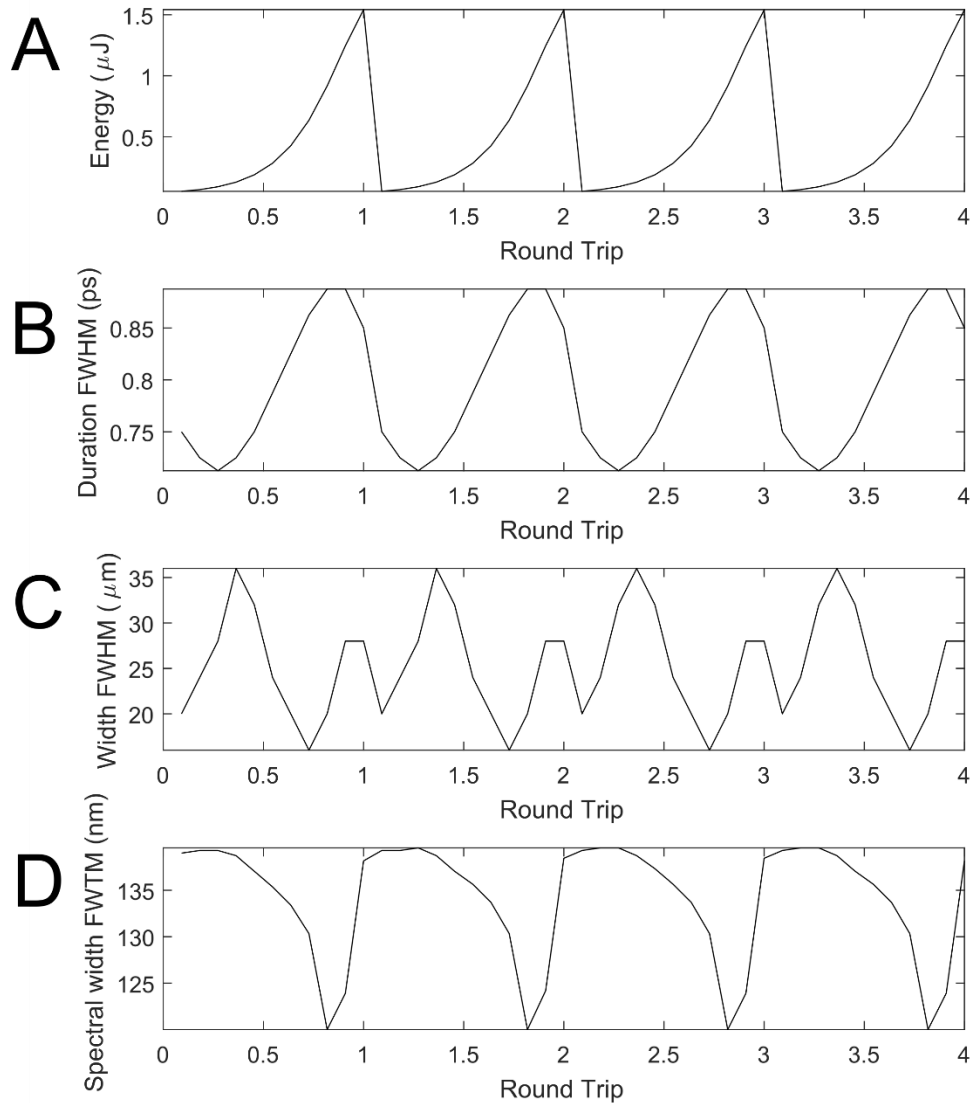 A
Energy ( μJ)
1.5
1
0.5
0 0.5 1 1.5 2 2.5 3 3.5 4
Round Trip
B
Duration FWHM (ps)
0.85
0.8
0.75
0 0.5 1 1.5 2 2.5 3 3.5 4
Round Trip
C
Width FWHM ( μm)
35
30
25
20
0 0.5 1 1.5 2 2.5 3 3.5 4
Round Trip
D
Spectral width FWTM (nm)
135
130
125
0 0.5 1 1.5 2 2.5 3 3.5 4
Round Trip